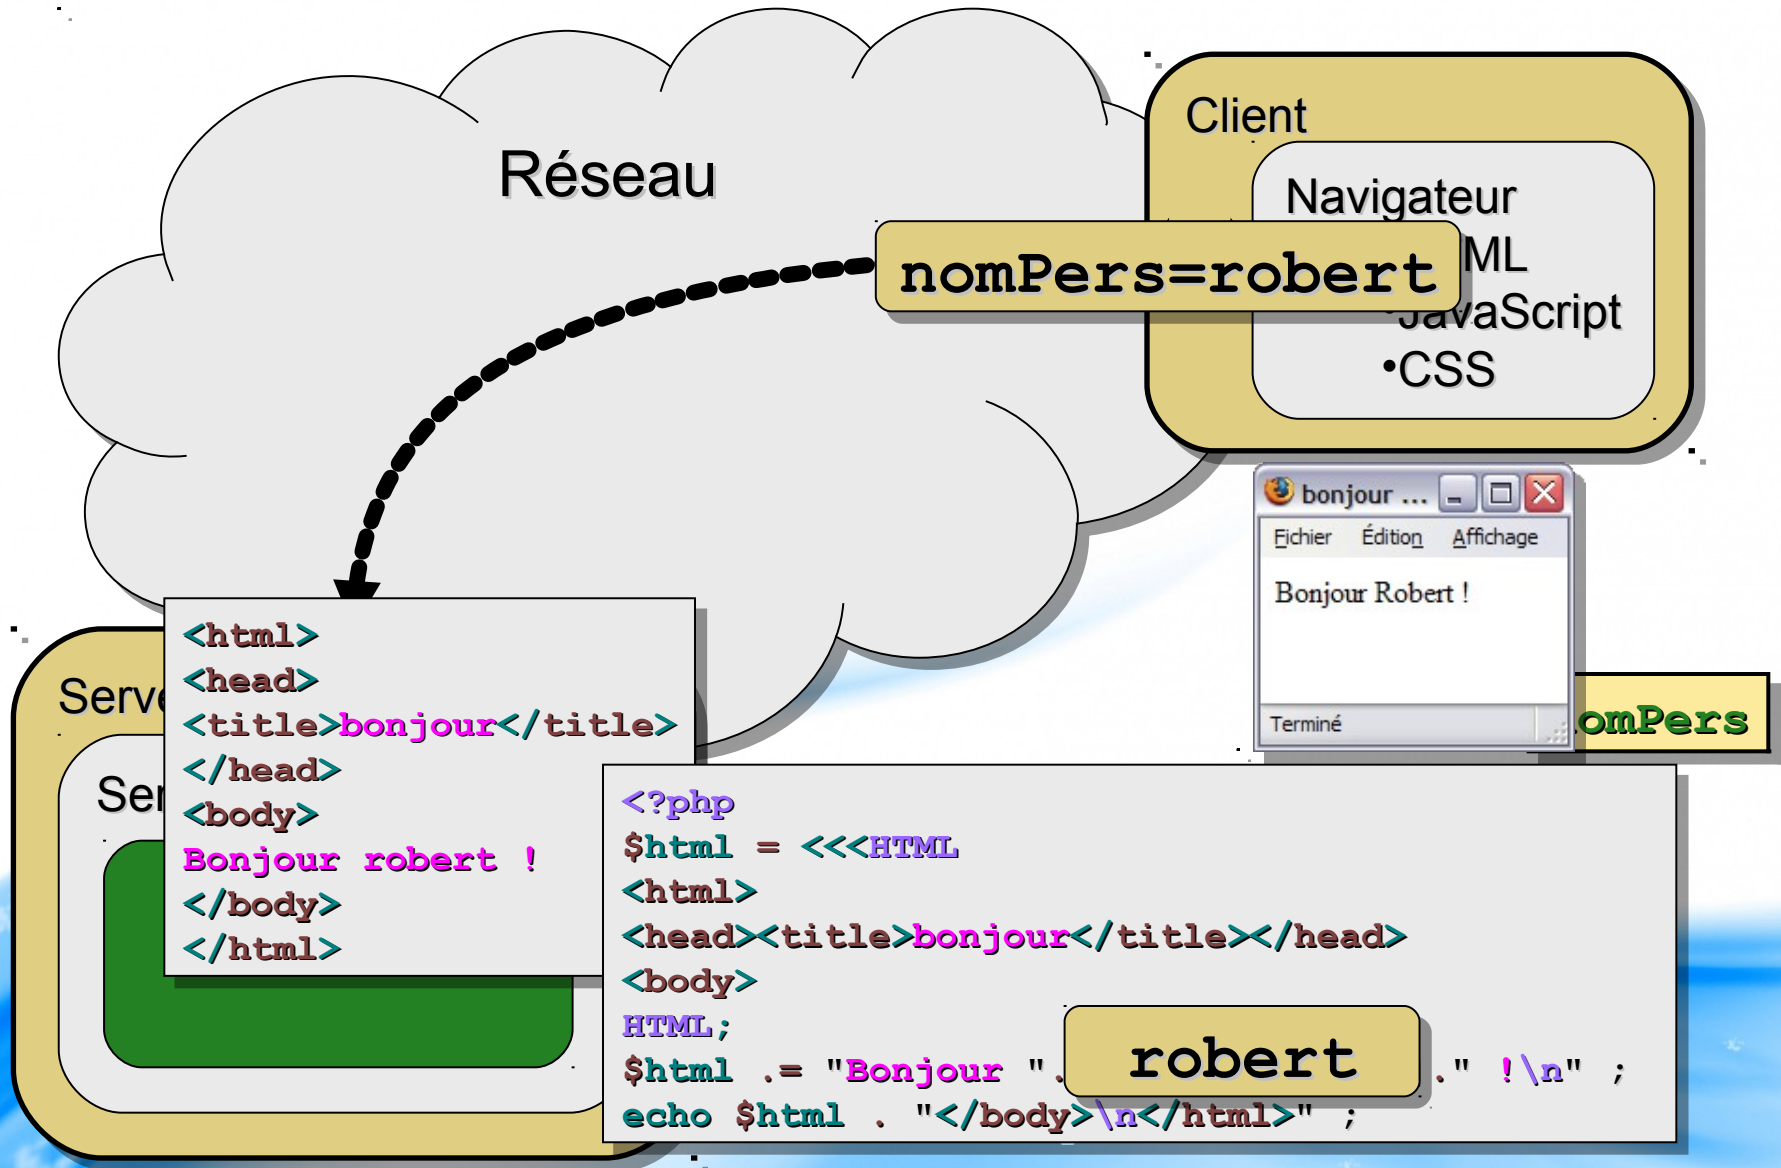 Réseau
Client
Navigateur
ML
JavaScript
•CSS
nomPers=robert
bonjour ...
Fichier Édition Affichage
Bonjour Robert !
Terminé
omPers
Serve
Ser
<html>
<head>
<title>bonjour</title>
</head>
<body>
Bonjour robert !
</body>
</html>
<?php
$html = <<<HTML
<html>
<head><title>bonjour</title></head>
<body>
HTML;
$html .= "Bonjour ". robert ." !\n" ;
echo $html . "</body>\n</html>" ;